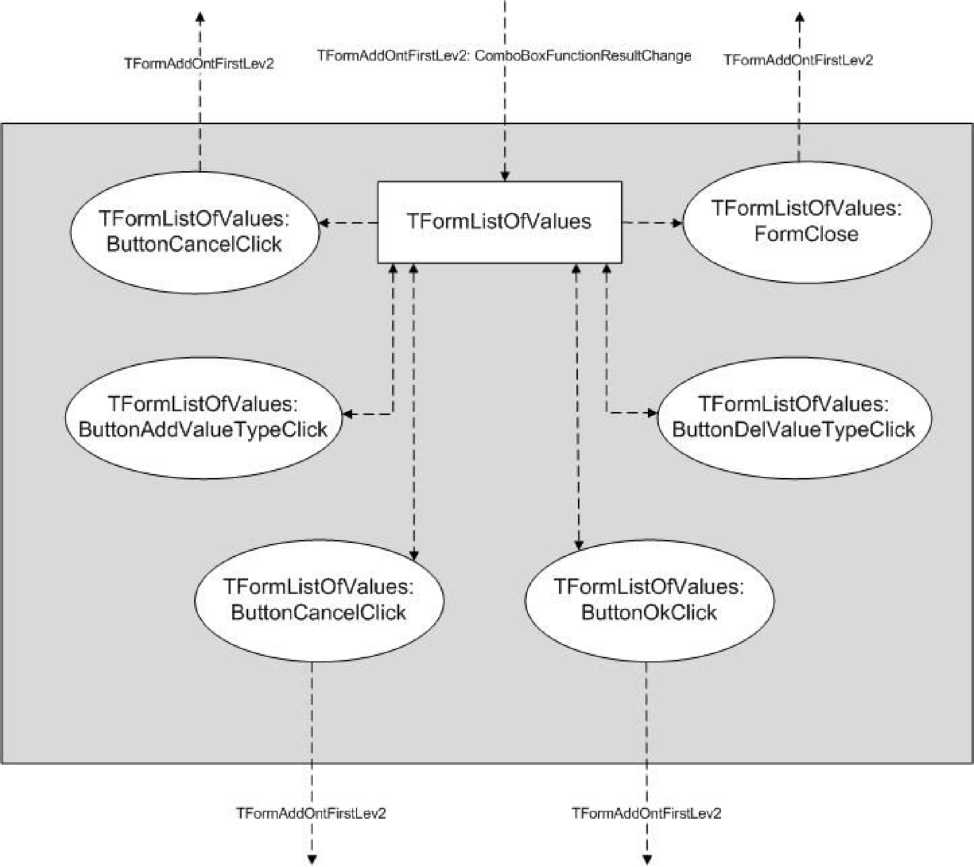 TFormAddOntFirstLev2
TFormAddOntFirstLev2: ComboBoxFunctionResultChange
TFormAddOntFirstLev2
TFormListOfValues:
ButtonCancelClick
TFormListOfValues
TFormListOfValues:
FormClose
TFormListOfValues:
ButtonAddValueTypeClick
TFormListOfValues:
ButtonDelValueTypeClick
TFormListOfValues:
ButtonCancelClick
TFormListOfValues:
ButtonOkClick
TFormAddOntFirstLev2
TFormAddOntFirstLev2